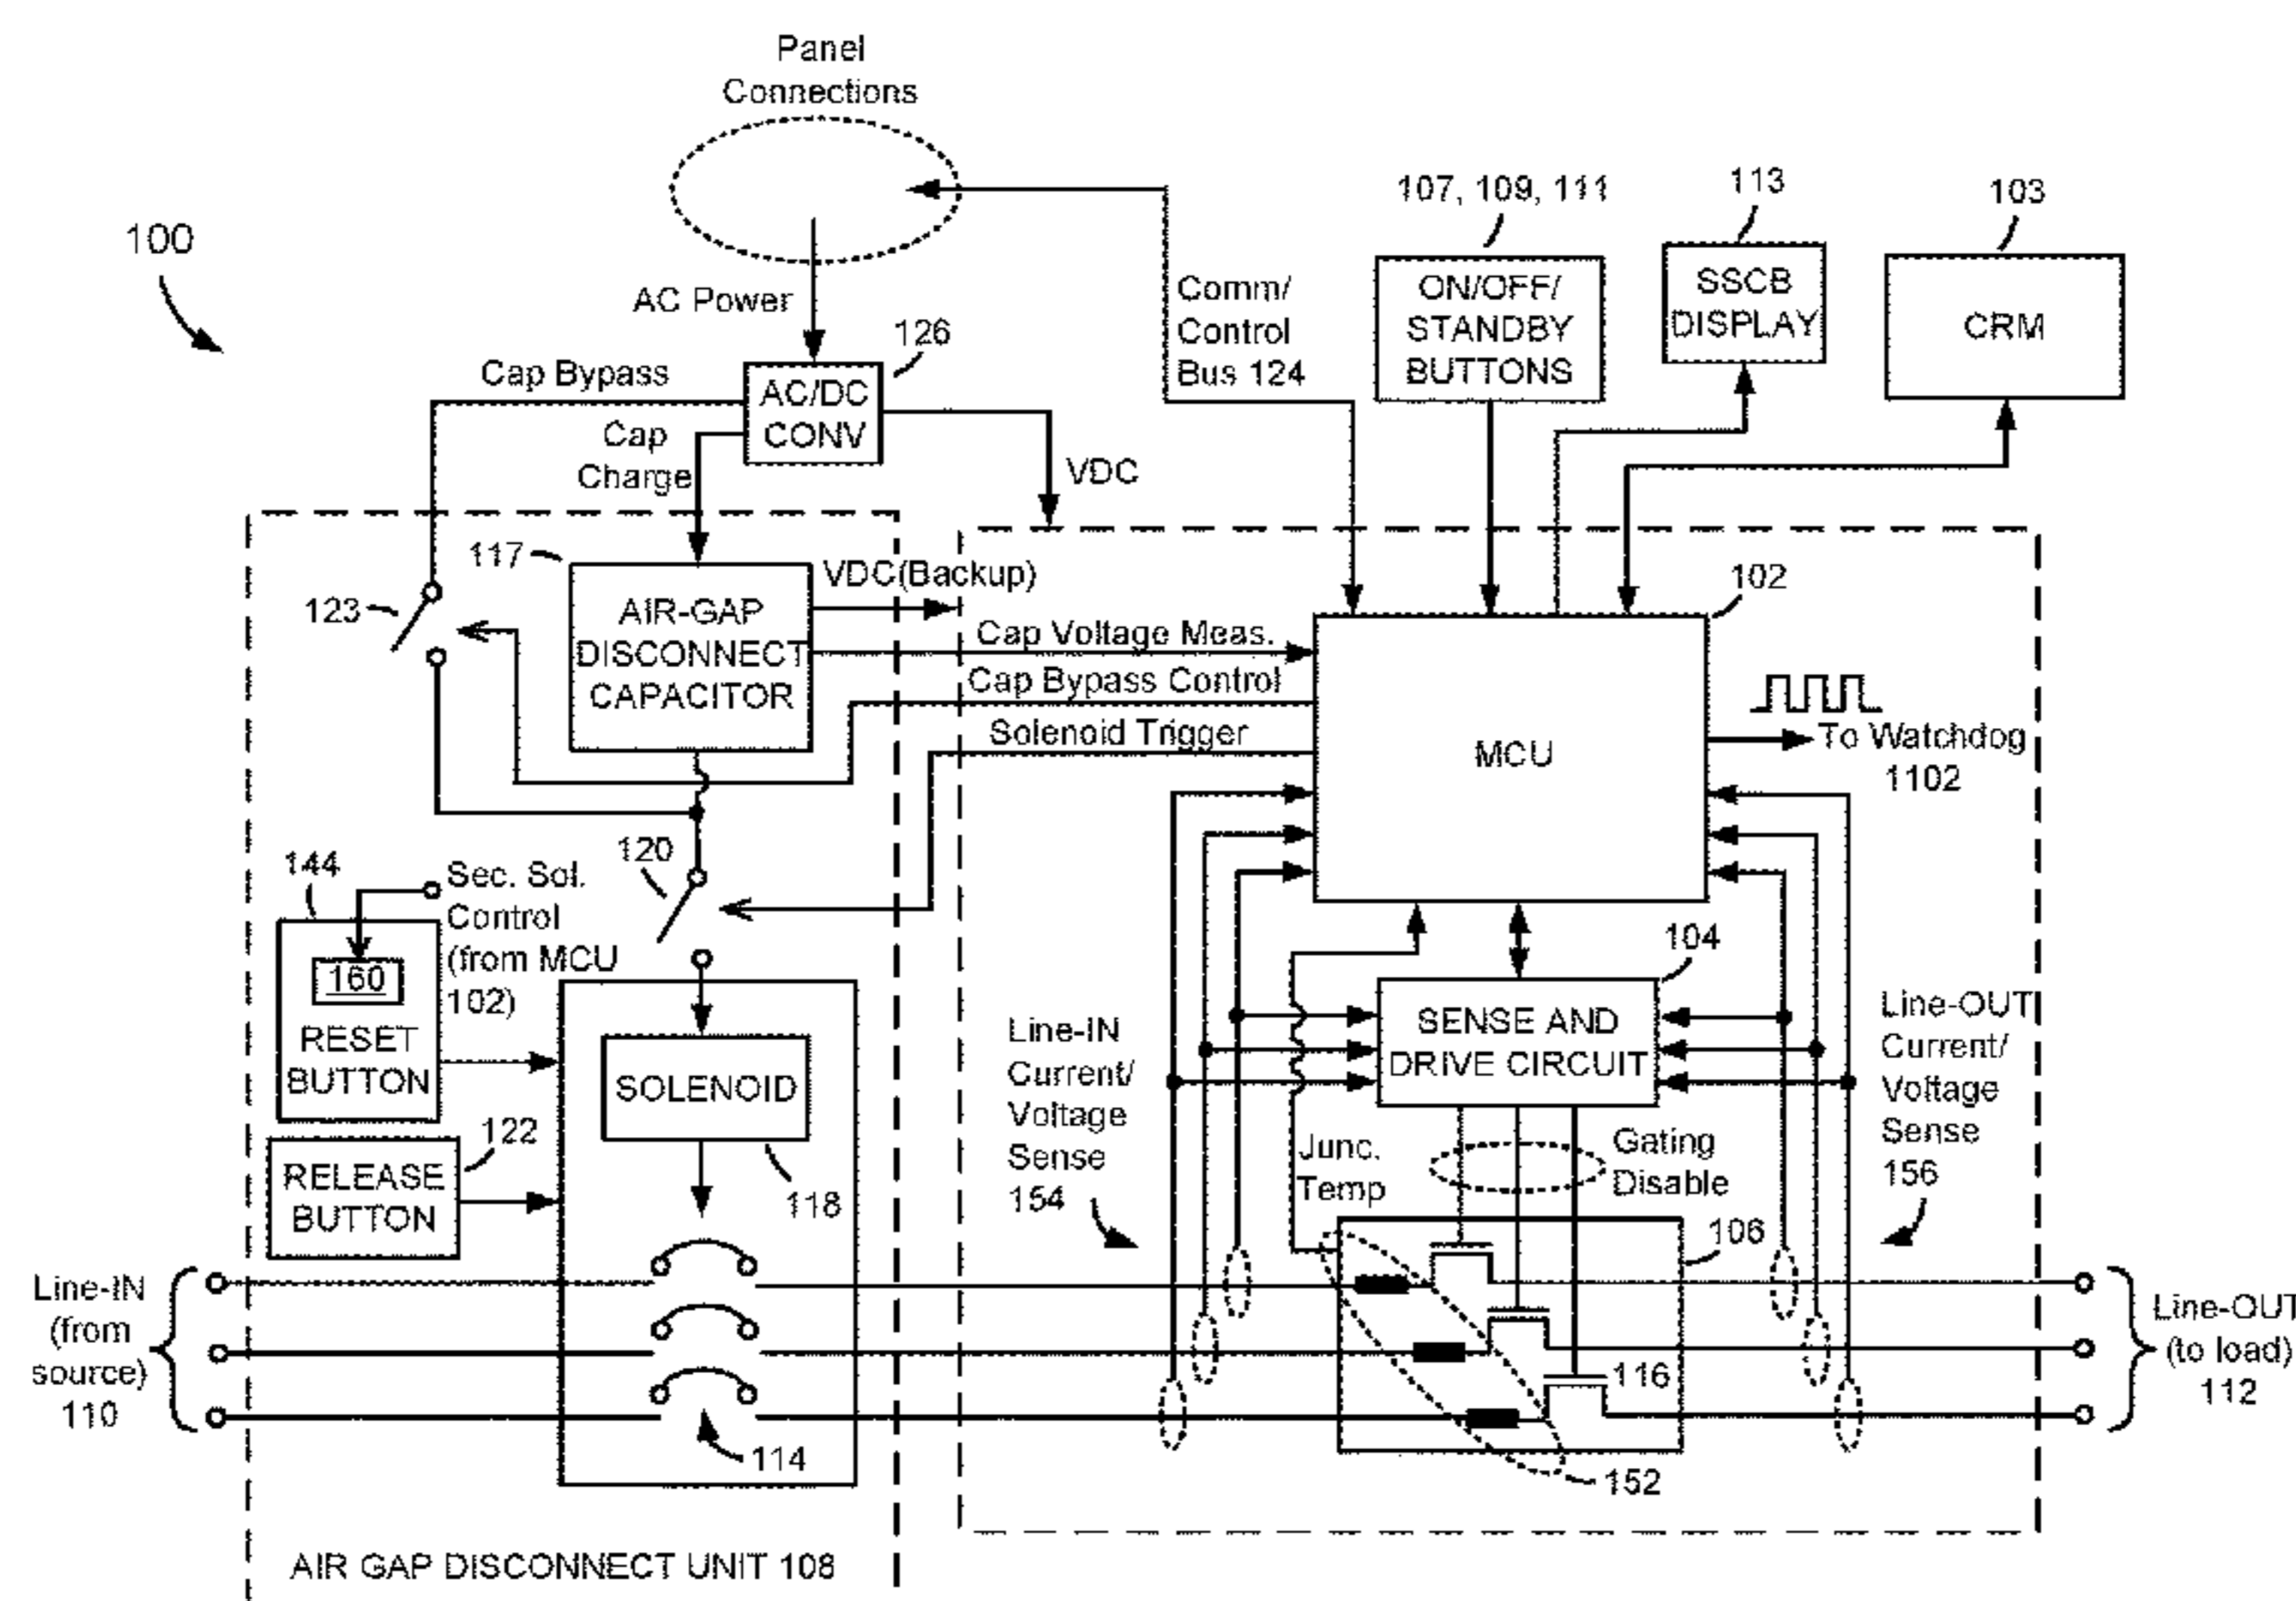 Panel
Connections
100
AC Power
126
Comm/
Control
Bus 124
107, 109, 111
ON/OFF/
STANDBY
BUTTONS
113
SSCB
DISPLAY
103
CRM
Cap Bypass
AC/DC
CONV
Cap
Charge
VDC
117
VDC(Backup)
123
AIR-GAP
DISCONNECT
CAPACITOR
102
Cap Voltage Meas.
Cap Bypass Control
Solenoid Trigger
MCU
To Watchdog
1102
144
Sec. Sol.
Control
(from MCU
102)
120
160
RESET
BUTTON
104
SENSE AND
DRIVE CIRCUIT
Line-IN
Current/
Voltage
Sense
154
Line-OUT
Current/
Voltage
Sense
156
SOLENOID
118
122
RELEASE
BUTTON
Junc.
Temp
Gating
Disable
106
Line-IN
(from
source)
110
116
Line-OUT
(to load)
112
114
152
AIR GAP DISCONNECT UNIT 108